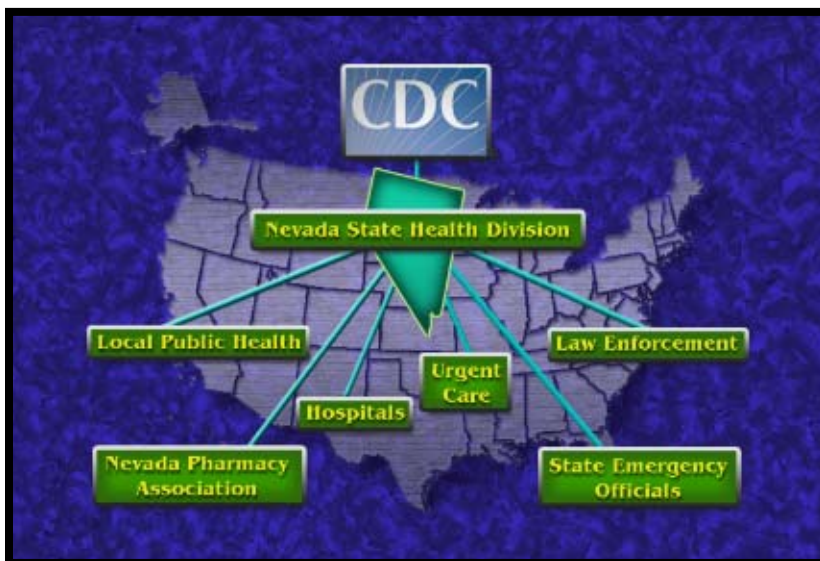 CDC
Nevada State Health Division
Local Public Health
Law Enforcement
Urgent
Care
Hospitals
Nevada Pharmacy
Association
State Emergency
Officials